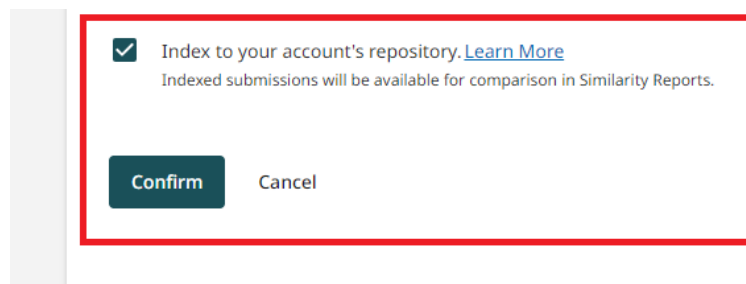 Index to your account's repository. Learn More
Indexed submissions will be available for comparison in Similarity Reports.
Confirm Cancel